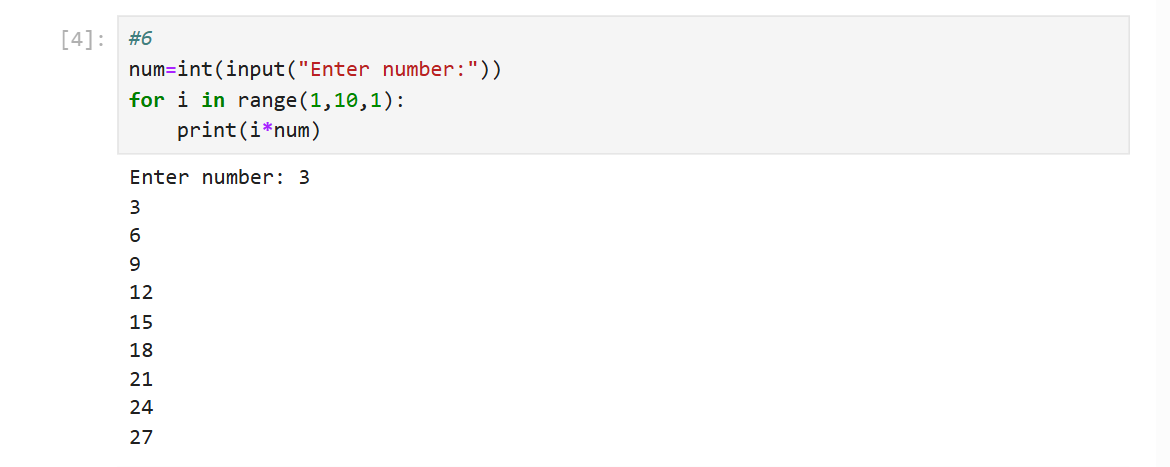 [4]: #6
num=int(input("Enter number:"))
for i in range(1,10,1):
    print(i*num)
Enter number: 3
3
6
9
12
15
18
21
24
27